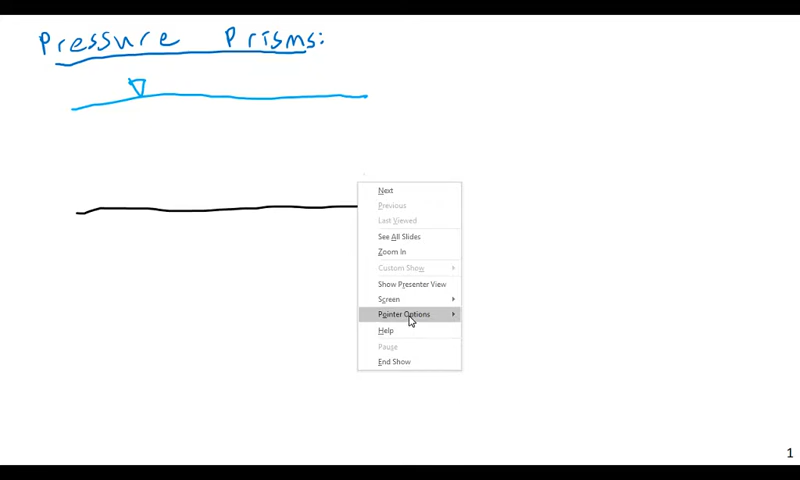 Pressure Prisms:
Next
Previous
Last Viewed
See All Slides
Zoom In
Custom Show
Show Presenter View
Screen
Pointer Options
Help
Pause
End Show
1